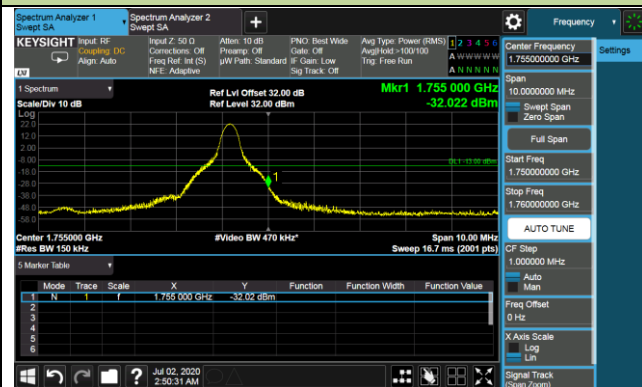 Spectrum Analyzer 1
Swept SA
Spectrum Analyzer 2
Swept SA
+
Frequency
KEYSIGHT
Input: RF
Coupling: DC
Align: Auto
Input Z: 50 Ω
Corrections: Off
Freq Ref: Int (S)
NFE: Adaptive
Atten: 10 dB
Preamp: Off
µW Path: Standard
PNO: Best Wide
Gate: Off
IF Gain: Low
Sig Track: Off
Avg Type: Power (RMS)
Avg|Hold:>100/100
Trig: Free Run
1 2 3 4 5 6
A W W W W W
A N N N N N
LXI
1 Spectrum
Scale/Div 10 dB
Ref Lvl Offset 32.00 dB
Ref Level 32.00 dBm
Mkr1 1.755 000 GHz
-32.022 dBm
Log
22.0
12.0
2.00
-8.00
-18.0
-28.0
-38.0
-48.0
-58.0
DL1 -13.00 dBm
1
Center 1.755000 GHz
#Video BW 470 kHz*
Span 10.00 MHz
#Res BW 150 kHz
Sweep 16.7 ms (2001 pts)
5 Marker Table
Mode Trace Scale X Y Function Function Width Function Value
1 N 1 f 1.755 000 GHz -32.02 dBm
2
3
4
5
6
Jul 02, 2020
2:50:31 AM
Center Frequency
1.755000000 GHz
Span
10.0000000 MHz
Swept Span
Zero Span
Full Span
Start Freq
1.750000000 GHz
Stop Freq
1.760000000 GHz
AUTO TUNE
CF Step
1.000000 MHz
Auto
Man
Freq Offset
0 Hz
X Axis Scale
Log
Lin
Signal Track
(Span Zoom)
Settings